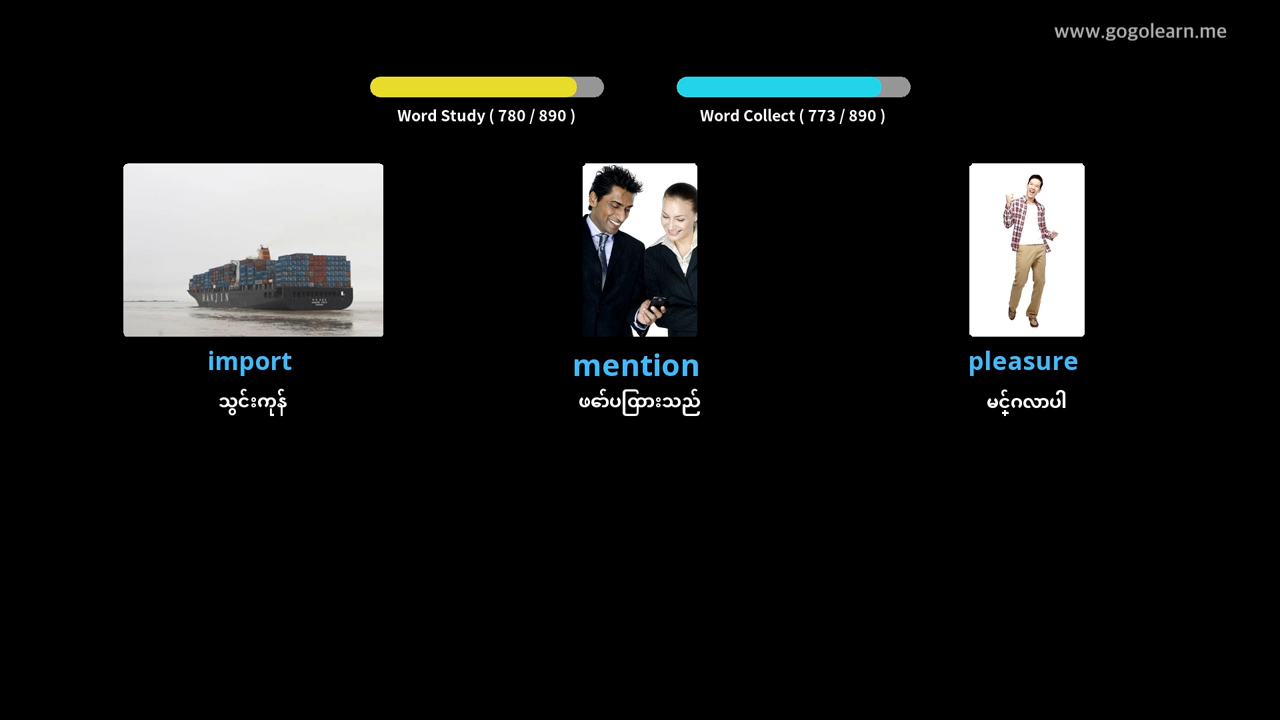 www.gogolearn.me
Word Study ( 780 / 890 )
Word Collect ( 773 / 890 )
HANJIN
import
mention
pleasure
သွင်းကုန်
ဖော်ပထြားသည်
မင်္ဂလာပါ